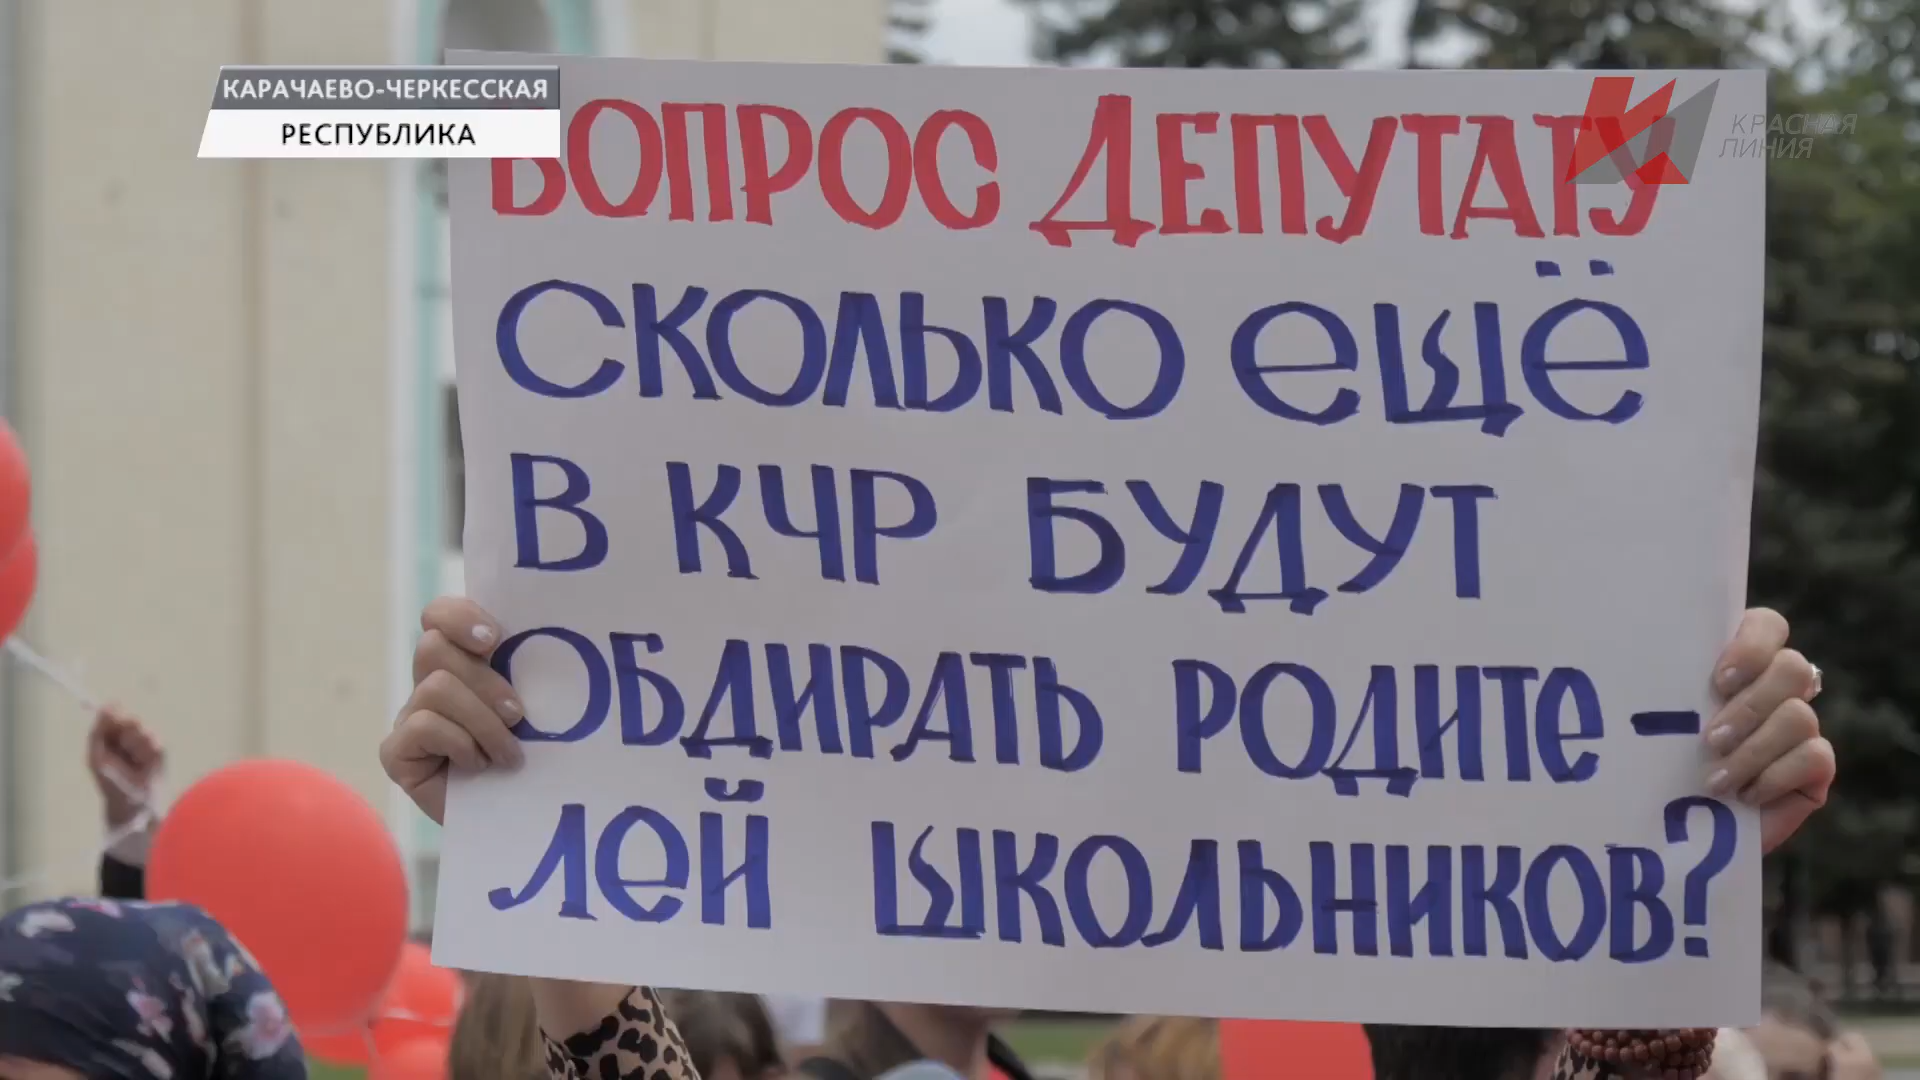 КАРАЧАЕВО-ЧЕРКЕССКАЯ
РЕСПУБЛИКА
КРАСНАЯ
ЛИНИЯ
ВОПРОС ДЕПУТАТУ
СКОЛЬКО ЕЩЁ
В КЧР БУДУТ
ОБДИРАТЬ РОДИТЕ-
ЛЕЙ ШКОЛЬНИКОВ?